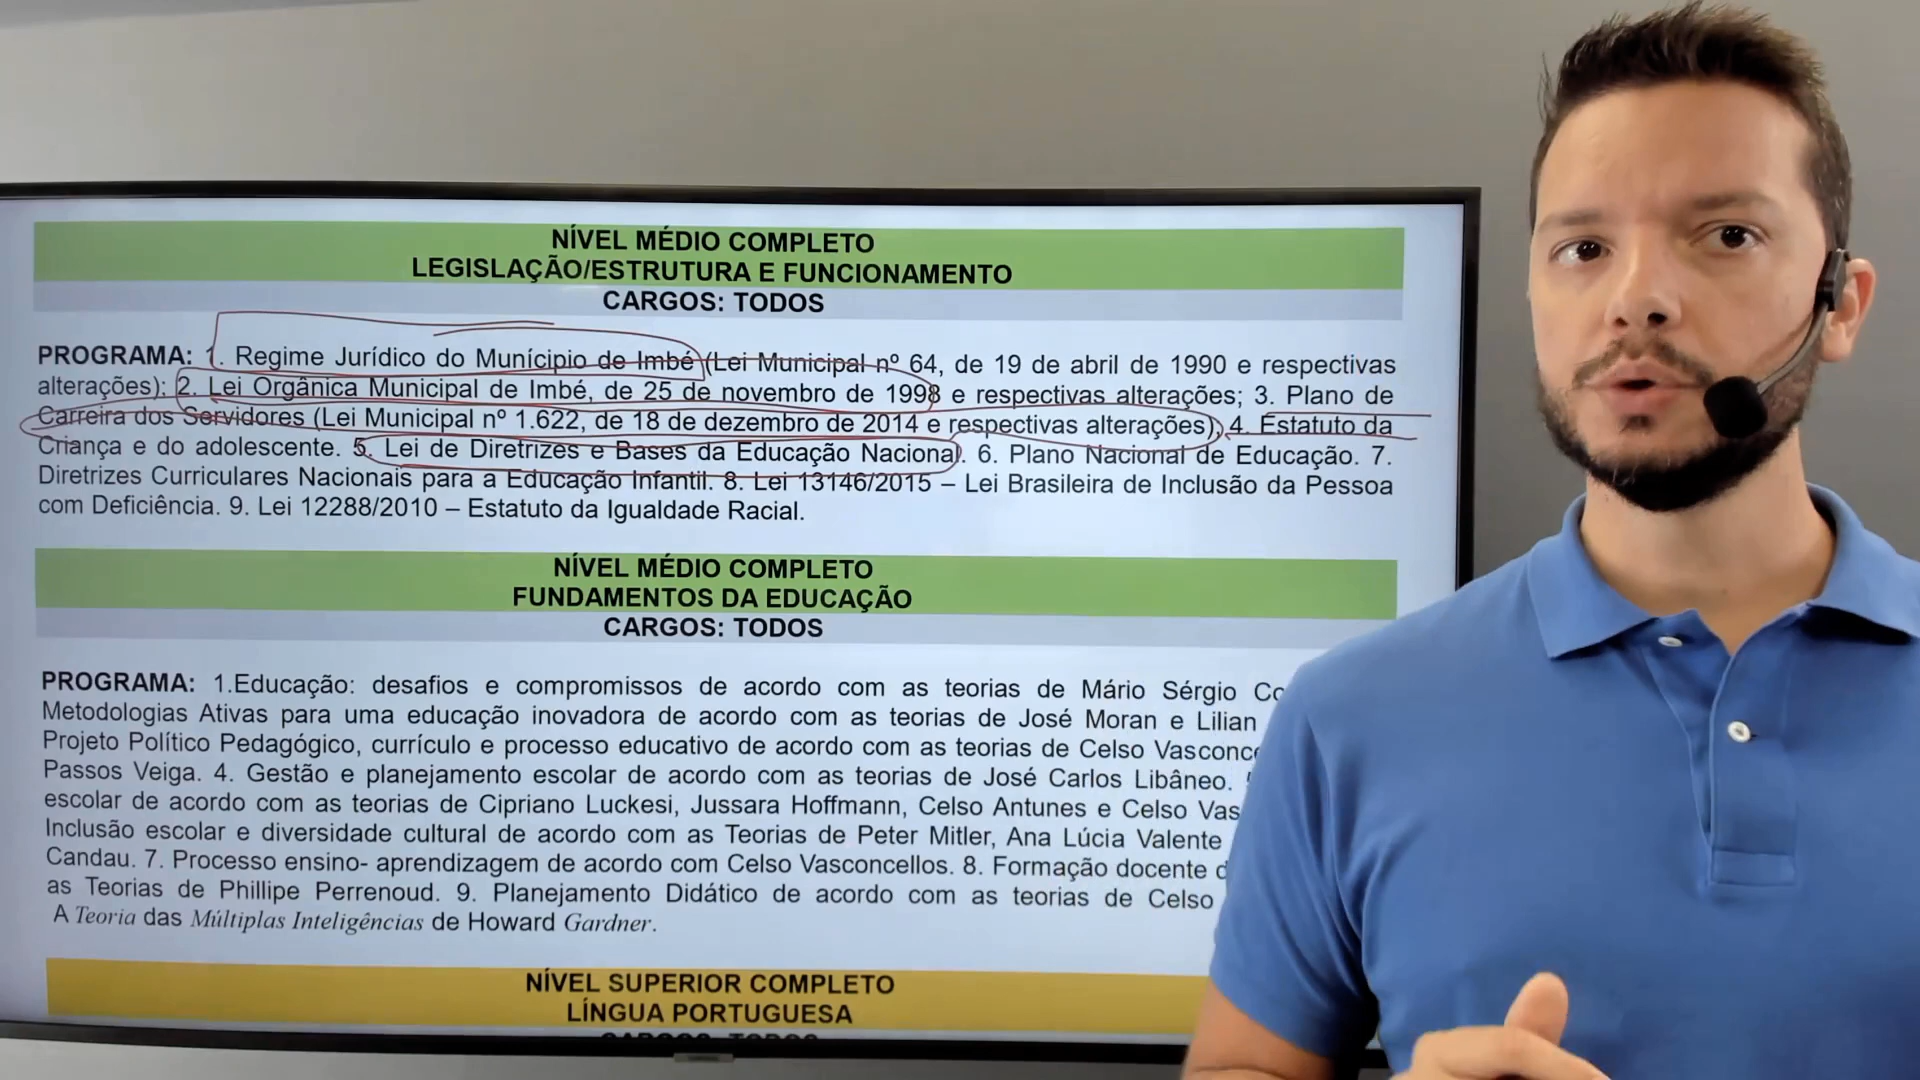 NÍVEL MÉDIO COMPLETO
LEGISLAÇÃO/ESTRUTURA E FUNCIONAMENTO
CARGOS: TODOS
PROGRAMA: 1. Regime Jurídico do Munícipio de Imbé (Lei Municipal nº 64, de 19 de abril de 1990 e respectivas
alterações); 2. Lei Orgânica Municipal de Imbé, de 25 de novembro de 1998 e respectivas alterações; 3. Plano de
Carreira dos Servidores (Lei Municipal nº 1.622, de 18 de dezembro de 2014 e respectivas alterações), 4. Estatuto da
Criança e do adolescente. 5. Lei de Diretrizes e Bases da Educação Nacional. 6. Plano Nacional de Educação. 7.
Diretrizes Curriculares Nacionais para a Educação Infantil. 8. Lei 13146/2015 – Lei Brasileira de Inclusão da Pessoa
com Deficiência. 9. Lei 12288/2010 – Estatuto da Igualdade Racial.
NÍVEL MÉDIO COMPLETO
FUNDAMENTOS DA EDUCAÇÃO
CARGOS: TODOS
PROGRAMA: 1.Educação: desafios e compromissos de acordo com as teorias de Mário Sérgio Co
Metodologias Ativas para uma educação inovadora de acordo com as teorias de José Moran e Lilian
Projeto Político Pedagógico, currículo e processo educativo de acordo com as teorias de Celso Vasconce
Passos Veiga. 4. Gestão e planejamento escolar de acordo com as teorias de José Carlos Libâneo.
escolar de acordo com as teorias de Cipriano Luckesi, Jussara Hoffmann, Celso Antunes e Celso Vas
Inclusão escolar e diversidade cultural de acordo com as Teorias de Peter Mitler, Ana Lúcia Valente
Candau. 7. Processo ensino- aprendizagem de acordo com Celso Vasconcellos. 8. Formação docente d
as Teorias de Phillipe Perrenoud. 9. Planejamento Didático de acordo com as teorias de Celso
A Teoria das Múltiplas Inteligências de Howard Gardner.
NÍVEL SUPERIOR COMPLETO
LÍNGUA PORTUGUESA
CARGOS: TODOS